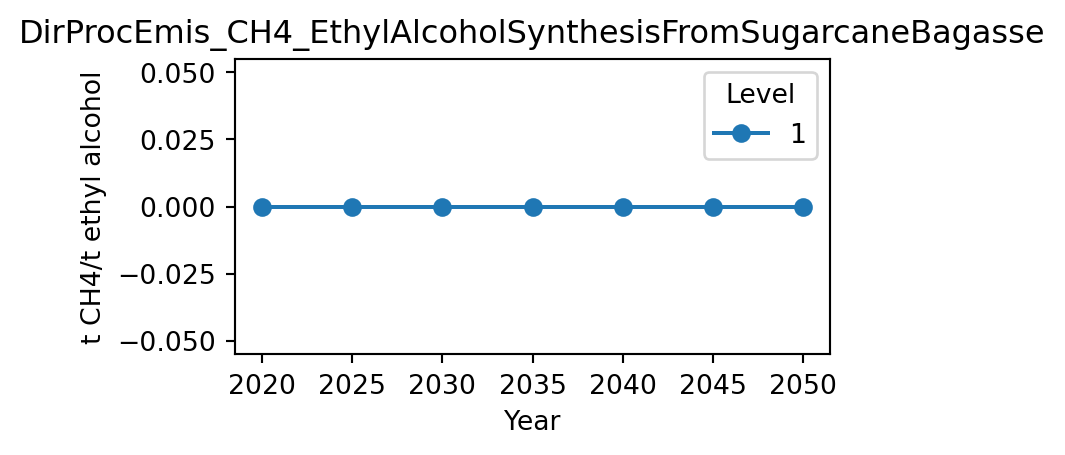 DirProcEmis_CH4_EthylAlcoholSynthesisFromSugarcaneBagasse
t CH4/t ethyl alcohol
0.050
0.025
0.000
−0.025
−0.050
Level
1
2020 2025 2030 2035 2040 2045 2050
Year